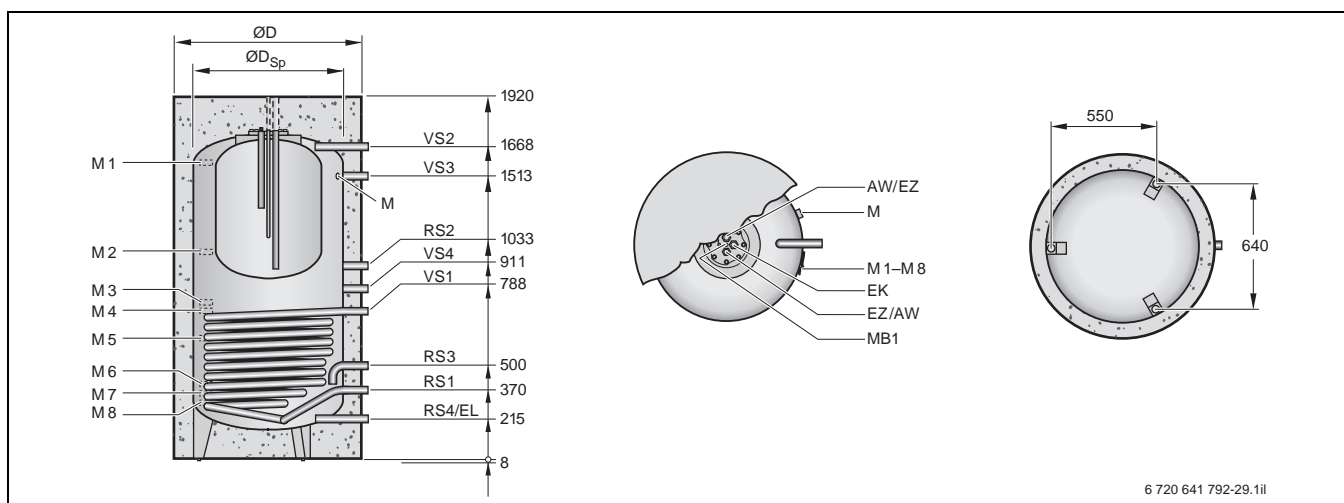 ØD
ØDSp
1920
VS2
1668
M 1
VS3
1513
M
RS2
M 2
1033
VS4
911
VS1
788
M 3
M 4
M 5
RS3
500
M 6
RS1
370
M 7
M 8
RS4/EL
215
8
AW/EZ
M
M 1–M 8
EK
EZ/AW
MB1
550
640
6 720 641 792-29.1il